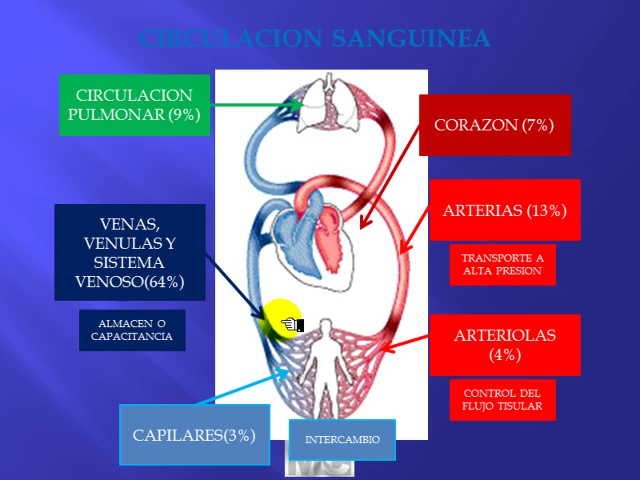 CIRCULACION SANGUINEA
CIRCULACION
PULMONAR (9%)
CORAZON (7%)
ARTERIAS (13%)
TRANSPORTE A
ALTA PRESION
VENAS,
VENULAS Y
SISTEMA
VENOSO(64%)
ALMACEN O
CAPACITANCIA
ARTERIOLAS
(4%)
CONTROL DEL
FLUJO TISULAR
CAPILARES(3%)
INTERCAMBIO